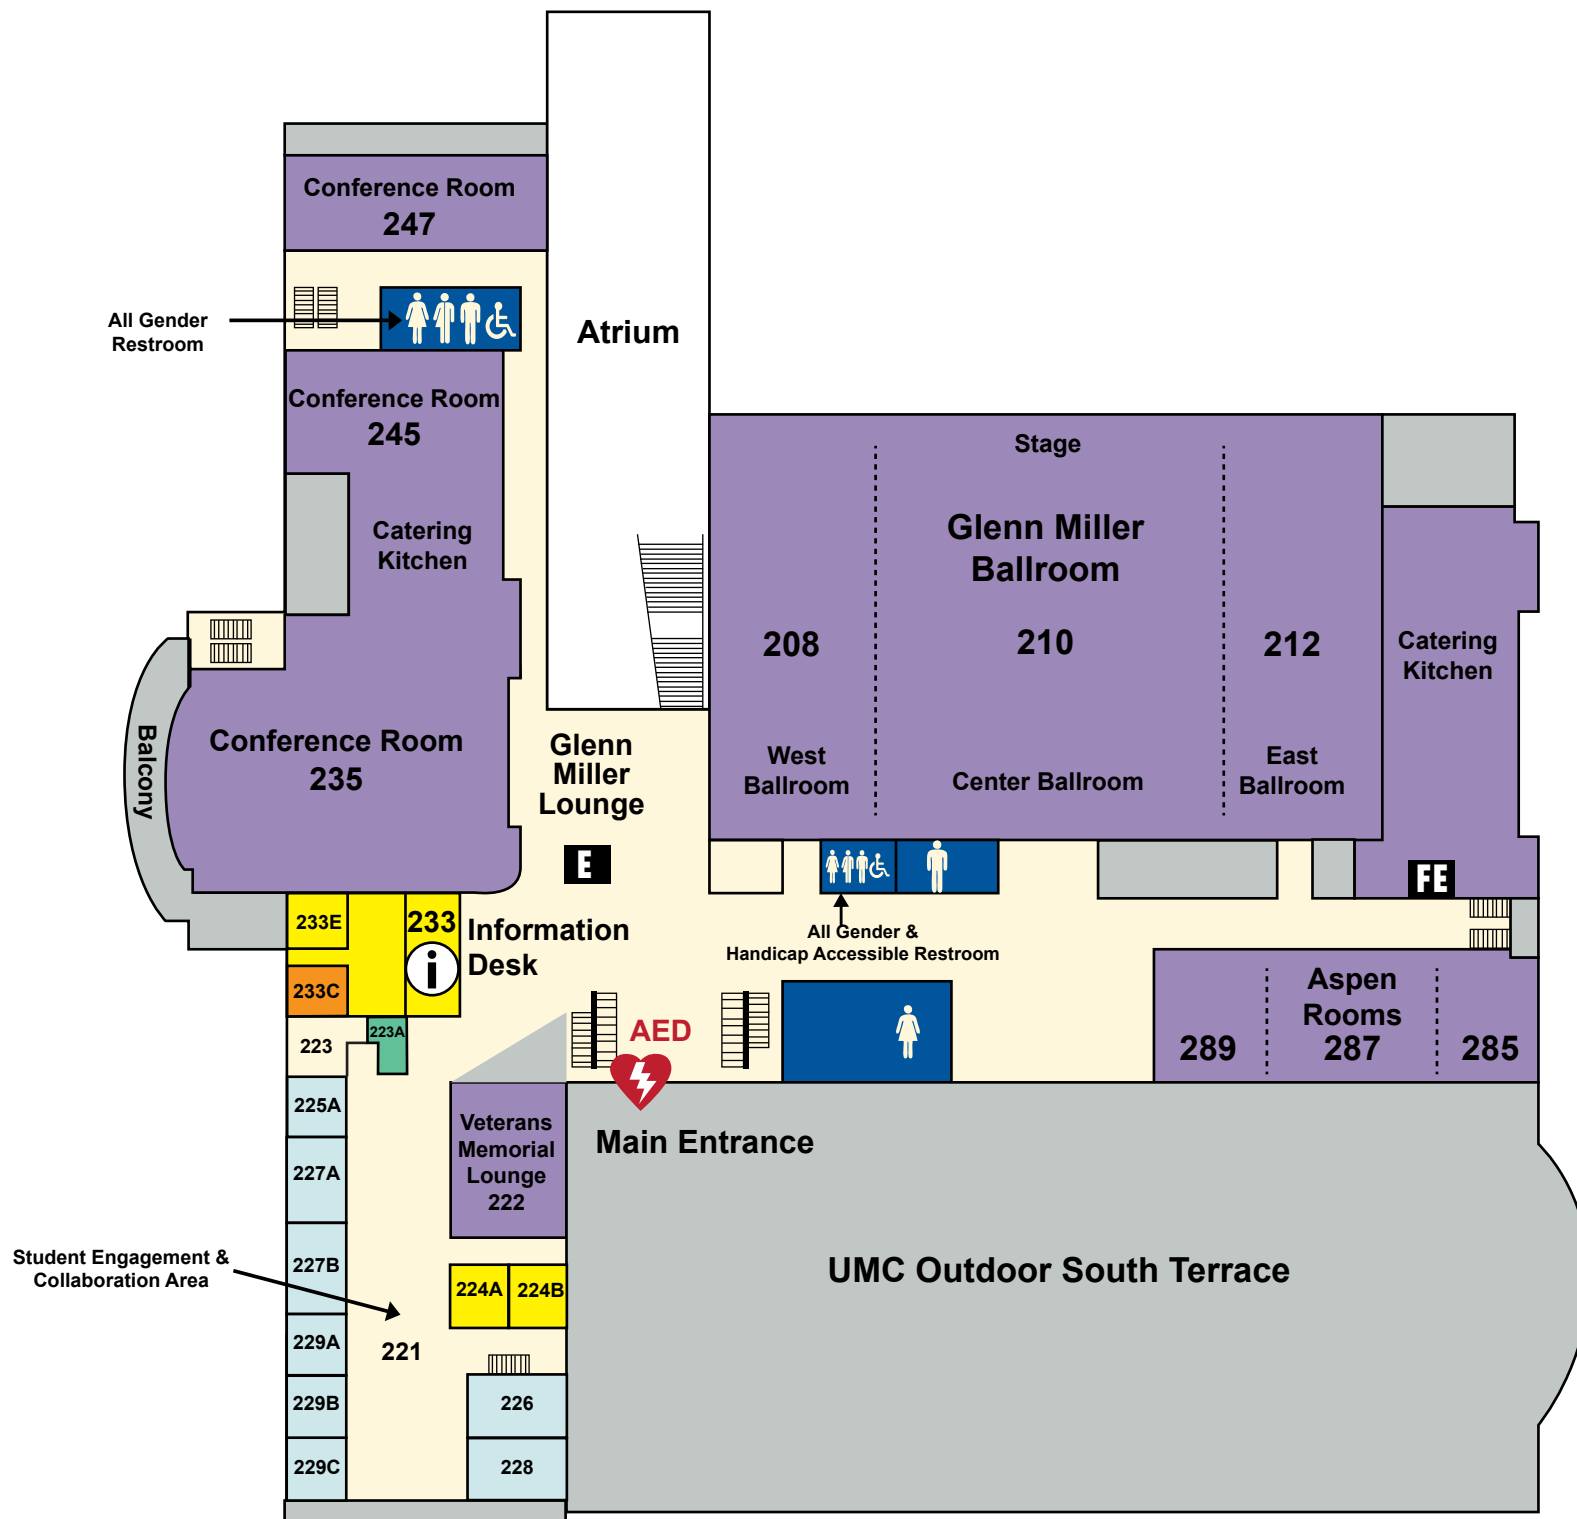 Conference Room
247
All Gender
Restroom
Atrium
Conference Room
245
Catering
Kitchen
Stage
Glenn Miller
Ballroom
208
210
212
Catering
Kitchen
West
Ballroom
Center Ballroom
East
Ballroom
Balcony
Conference Room
235
Glenn
Miller
Lounge
E
FE
233E
233
Information
Desk
i
233C
223
223A
All Gender &
Handicap Accessible Restroom
AED
Aspen
Rooms
289
287
285
225A
227A
227B
229A
229B
229C
Veterans
Memorial
Lounge
222
Main Entrance
Student Engagement &
Collaboration Area
224A
224B
221
226
228
UMC Outdoor South Terrace